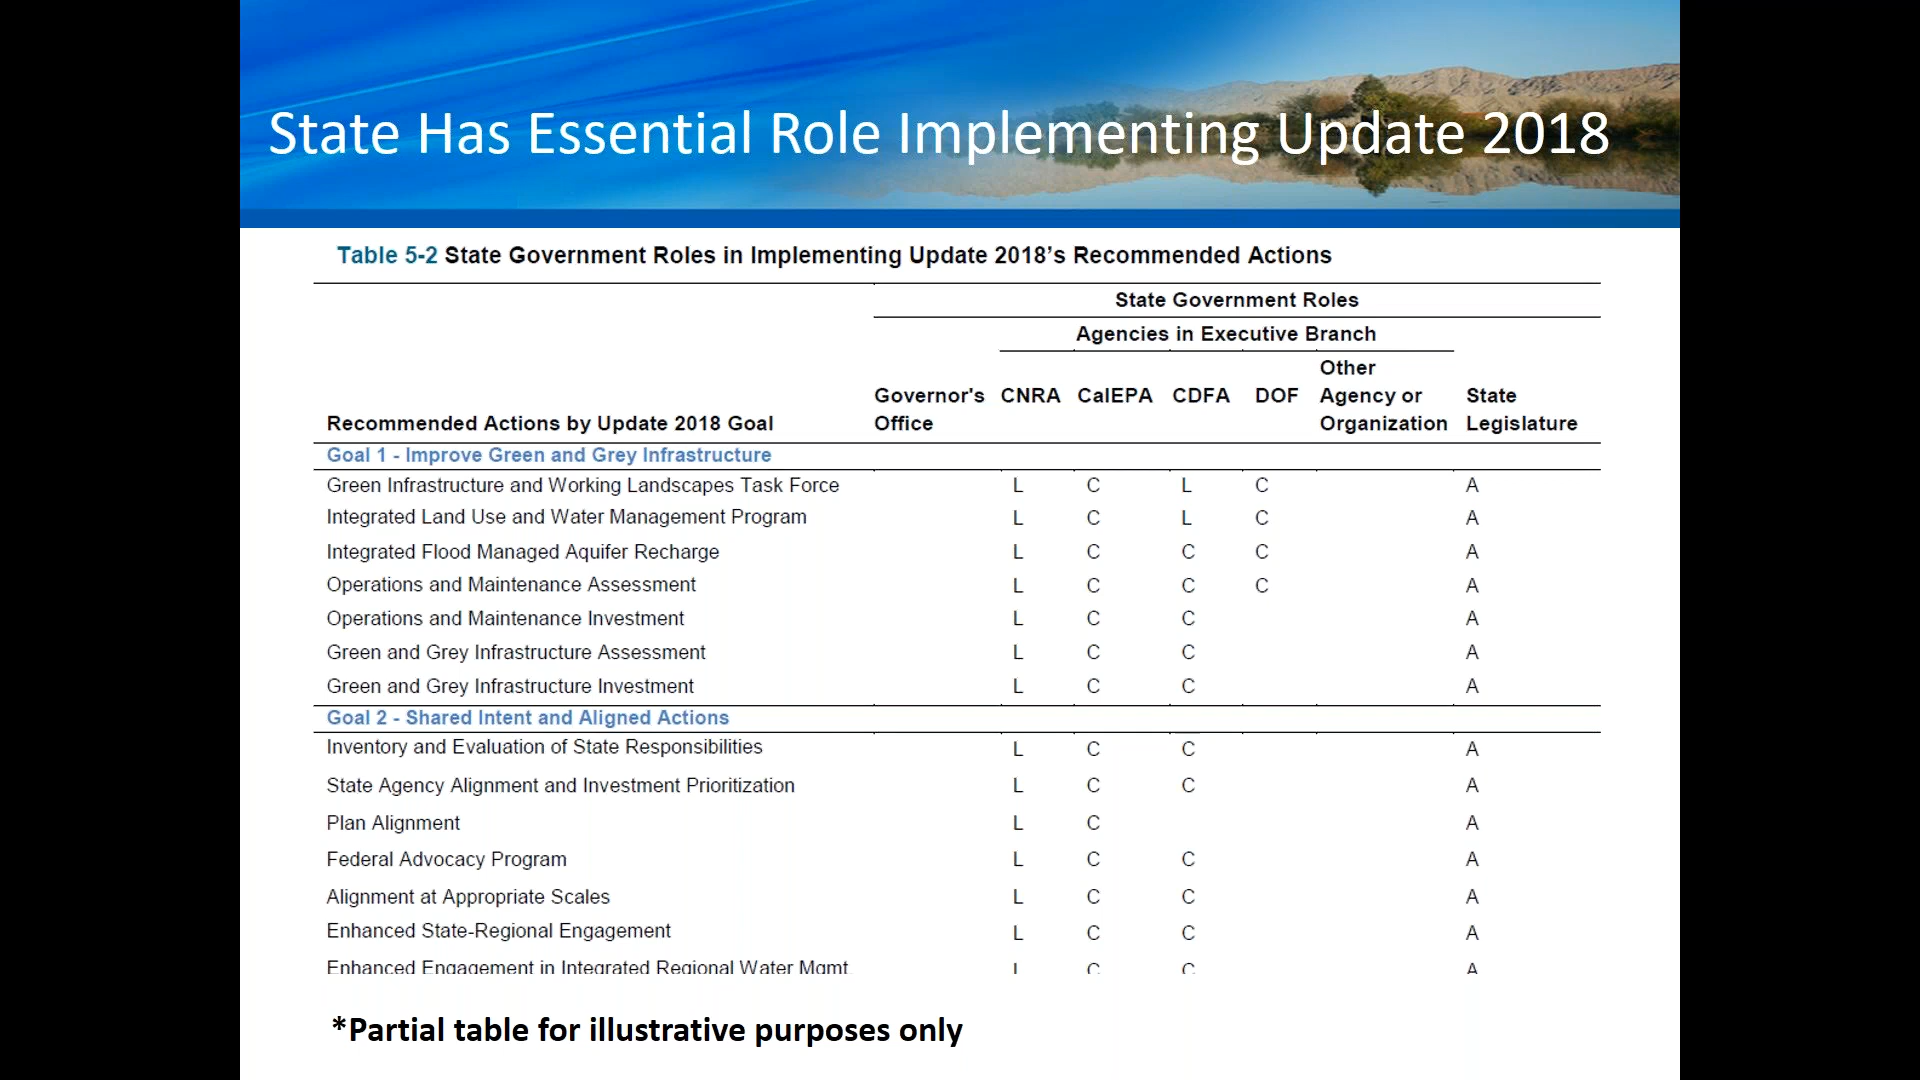 State Has Essential Role Implementing Update 2018
Table 5-2 State Government Roles in Implementing Update 2018's Recommended Actions
State Government Roles
Agencies in Executive Branch
Recommended Actions by Update 2018 Goal Governor's Office CNRA CalEPA CDFA DOF Other Agency or Organization State Legislature
Goal 1 - Improve Green and Grey Infrastructure
Green Infrastructure and Working Landscapes Task Force L C L C A
Integrated Land Use and Water Management Program L C L C A
Integrated Flood Managed Aquifer Recharge L C C C A
Operations and Maintenance Assessment L C C C A
Operations and Maintenance Investment L C C A
Green and Grey Infrastructure Assessment L C C A
Green and Grey Infrastructure Investment L C C A
Goal 2 - Shared Intent and Aligned Actions
Inventory and Evaluation of State Responsibilities L C C A
State Agency Alignment and Investment Prioritization L C C A
Plan Alignment L C A
Federal Advocacy Program L C C A
Alignment at Appropriate Scales L C C A
Enhanced State-Regional Engagement L C C A
Enhanced Engagement in Integrated Regional Water Mgmt L C C A
*Partial table for illustrative purposes only